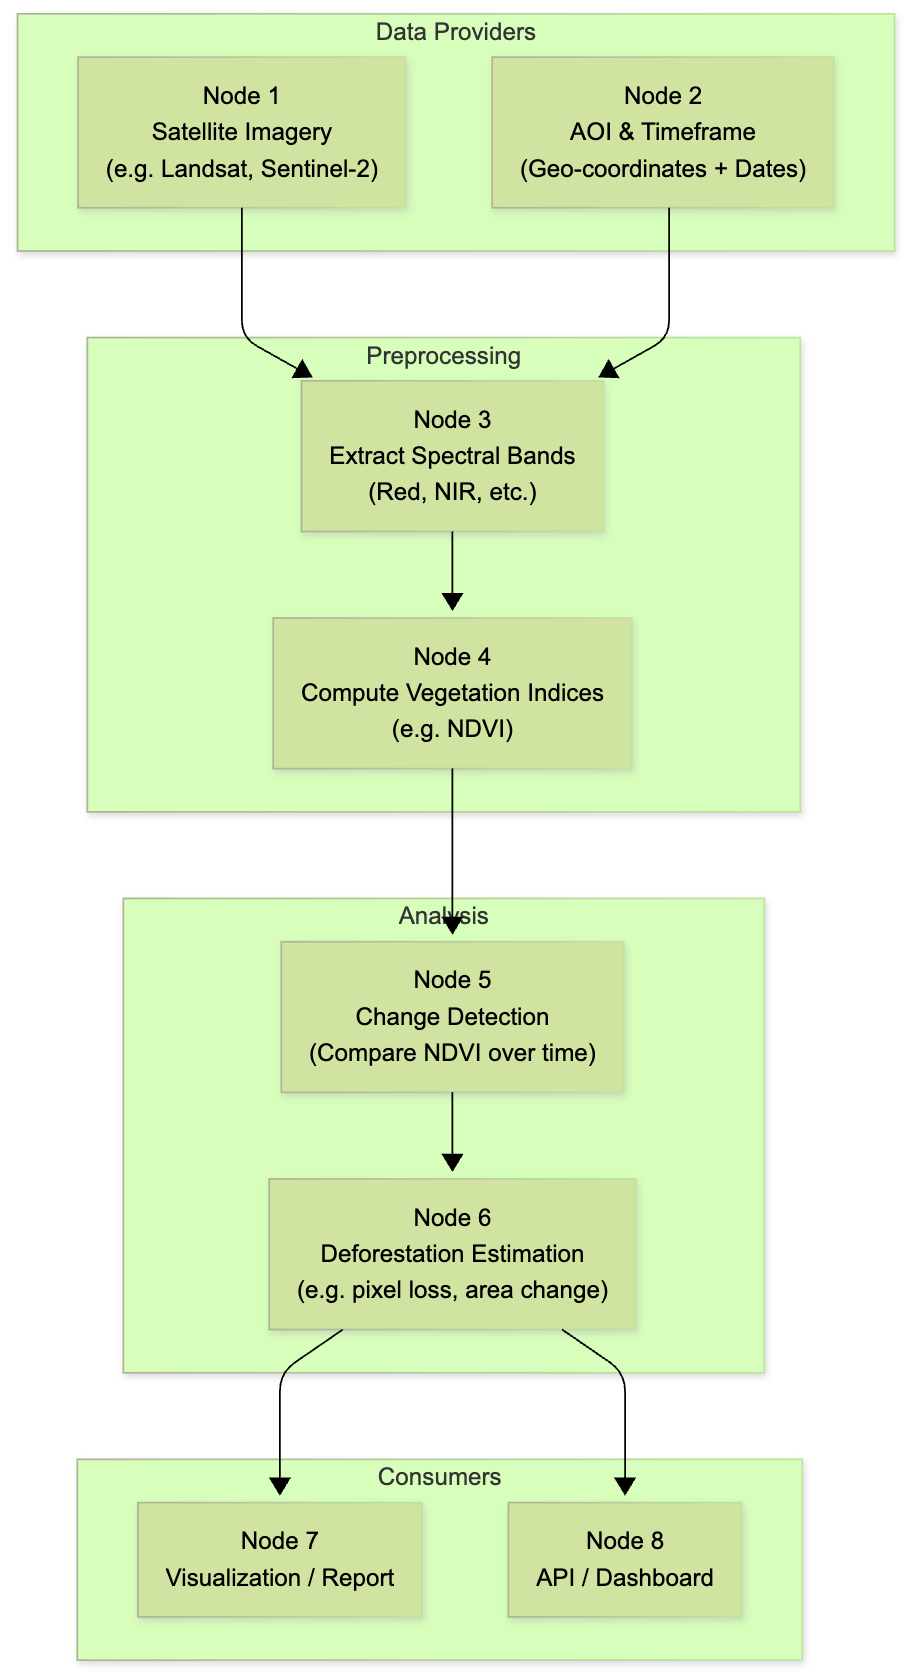 Data Providers
Node 1
Satellite Imagery
(e.g. Landsat, Sentinel-2)
Node 2
AOI & Timeframe
(Geo-coordinates + Dates)
Preprocessing
Node 3
Extract Spectral Bands
(Red, NIR, etc.)
Node 4
Compute Vegetation Indices
(e.g. NDVI)
Analysis
Node 5
Change Detection
(Compare NDVI over time)
Node 6
Deforestation Estimation
(e.g. pixel loss, area change)
Consumers
Node 7
Visualization / Report
Node 8
API / Dashboard